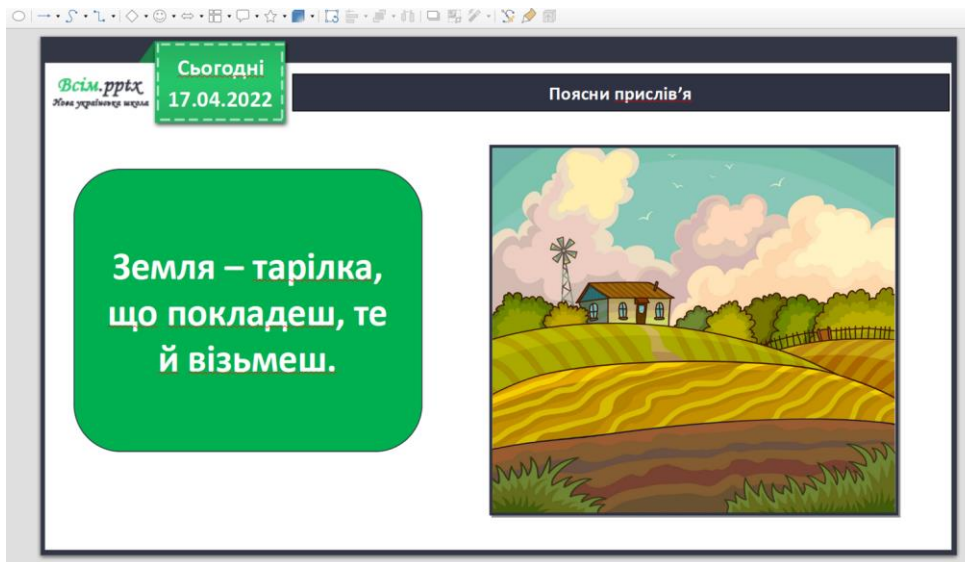 Всім.pptx
Нова українська школа
Сьогодні
17.04.2022
Поясни прислів'я
Земля – тарілка,
що покладеш, те
й візьмеш.